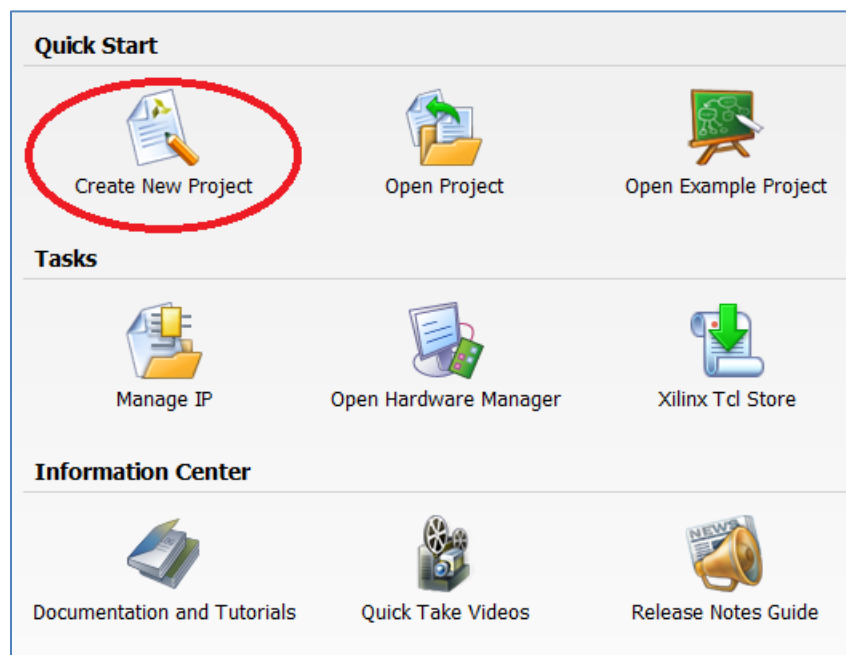 Quick Start
Create New Project
Open Project
Open Example Project
Tasks
Manage IP
Open Hardware Manager
Xilinx Tcl Store
Information Center
NEWS
Documentation and Tutorials
Quick Take Videos
Release Notes Guide